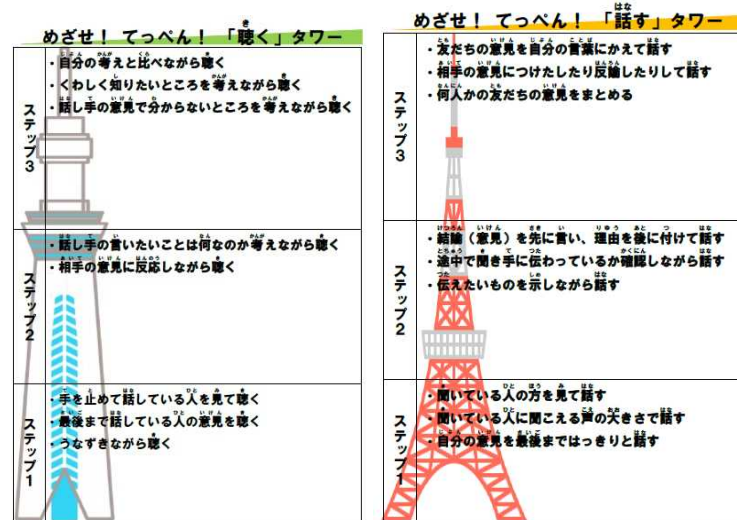 めざせ！ てっぺん！ 「聴く」タワー
ステップ3
・自分の考えと比べながら聴く
・くわしく知りたいところを考えながら聴く
・話し手の意見で分からないところを考えながら聴く
ステップ2
・話し手の言いたいことは何なのか考えながら聴く
・相手の意見に反応しながら聴く
ステップ1
・手を止めて話している人を見て聴く
・最後まで話している人の意見を聴く
・うなずきながら聴く
めざせ！ てっぺん！ 「話す」タワー
ステップ3
・友だちの意見を自分の言葉にかえて話す
・相手の意見につけたしたり反論したりして話す
・何人かの友だちの意見をまとめる
ステップ2
・結論（意見）を先に言い、理由を後に付けて話す
・途中で聞き手に伝わっているか確認しながら話す
・伝えたいものを示しながら話す
ステップ1
・聞いている人の方を見て話す
・聞いている人に聞こえる声の大きさで話す
・自分の意見を最後まではっきりと話す